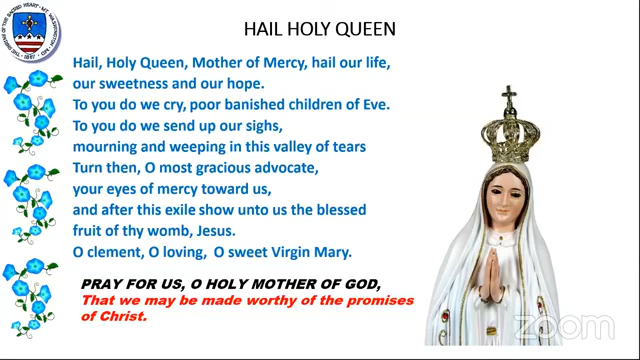 HAIL HOLY QUEEN
Hail, Holy Queen, Mother of Mercy, hail our life,
our sweetness and our hope.
To you do we cry, poor banished children of Eve.
To you do we send up our sighs,
mourning and weeping in this valley of tears
Turn then, O most gracious advocate,
your eyes of mercy toward us,
and after this exile show unto us the blessed
fruit of thy womb, Jesus.
O clement, O loving, O sweet Virgin Mary.
PRAY FOR US, O HOLY MOTHER OF GOD,
That we may be made worthy of the promises
of Christ.
zoom